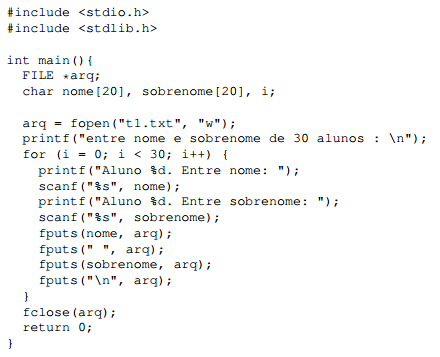 #include <stdio.h>
#include <stdlib.h>
int main(){
FILE *arq;
char nome[20], sobrenome[20], i;
arq = fopen("t1.txt", "w");
printf("entre nome e sobrenome de 30 alunos : \n");
for (i = 0; i < 30; i++) {
printf("Aluno %d. Entre nome: ");
scanf("%s", nome);
printf("Aluno %d. Entre sobrenome: ");
scanf("%s", sobrenome);
fputs(nome, arq);
fputs(" ", arq);
fputs(sobrenome, arq);
fputs("\n", arq);
}
fclose(arq);
return 0;
}